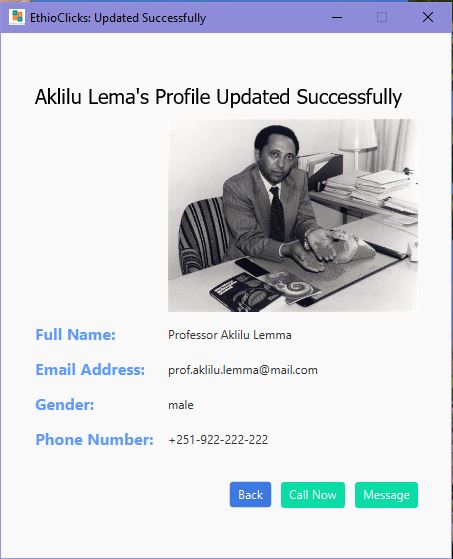 EthioClicks: Updated Successfully
Aklilu Lema's Profile Updated Successfully
Full Name: Professor Aklilu Lemma
Email Address: prof.aklilu.lemma@mail.com
Gender: male
Phone Number: +251-922-222-222
Back Call Now Message